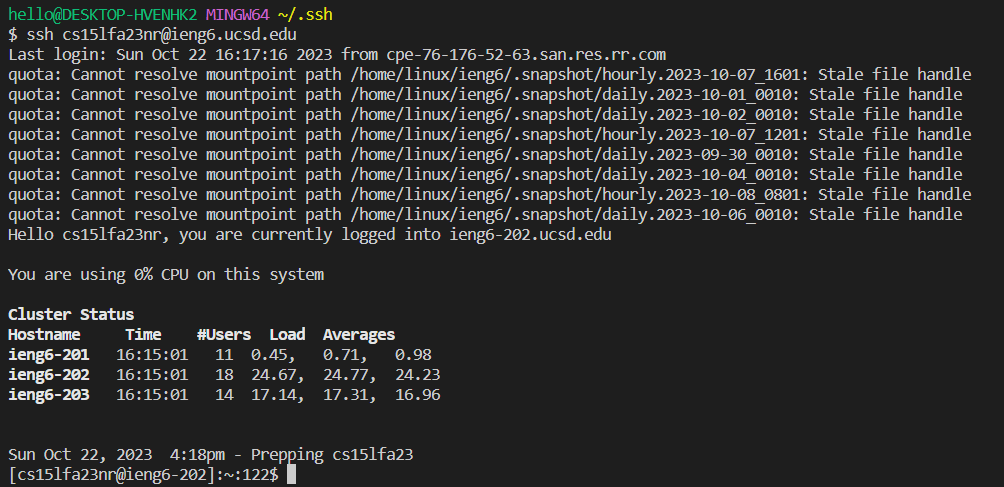 hello@DESKTOP-HVENHK2 MINGW64 ~/.ssh
$ ssh cs15lfa23nr@ieng6.ucsd.edu
Last login: Sun Oct 22 16:17:16 2023 from cpe-76-176-52-63.san.res.rr.com
quota: Cannot resolve mountpoint path /home/linux/ieng6/.snapshot/hourly.2023-10-07_1601: Stale file handle
quota: Cannot resolve mountpoint path /home/linux/ieng6/.snapshot/daily.2023-10-01_0010: Stale file handle
quota: Cannot resolve mountpoint path /home/linux/ieng6/.snapshot/daily.2023-10-02_0010: Stale file handle
quota: Cannot resolve mountpoint path /home/linux/ieng6/.snapshot/hourly.2023-10-07_1201: Stale file handle
quota: Cannot resolve mountpoint path /home/linux/ieng6/.snapshot/daily.2023-09-30_0010: Stale file handle
quota: Cannot resolve mountpoint path /home/linux/ieng6/.snapshot/daily.2023-10-04_0010: Stale file handle
quota: Cannot resolve mountpoint path /home/linux/ieng6/.snapshot/hourly.2023-10-08_0801: Stale file handle
quota: Cannot resolve mountpoint path /home/linux/ieng6/.snapshot/daily.2023-10-06_0010: Stale file handle
Hello cs15lfa23nr, you are currently logged into ieng6-202.ucsd.edu
You are using 0% CPU on this system
Cluster Status
Hostname     Time    #Users  Load  Averages
ieng6-201   16:15:01   11  0.45,   0.71,   0.98
ieng6-202   16:15:01   18  24.67,  24.77,  24.23
ieng6-203   16:15:01   14  17.14,  17.31,  16.96
Sun Oct 22, 2023  4:18pm - Prepping cs15lfa23
[cs15lfa23nr@ieng6-202]:~:122$